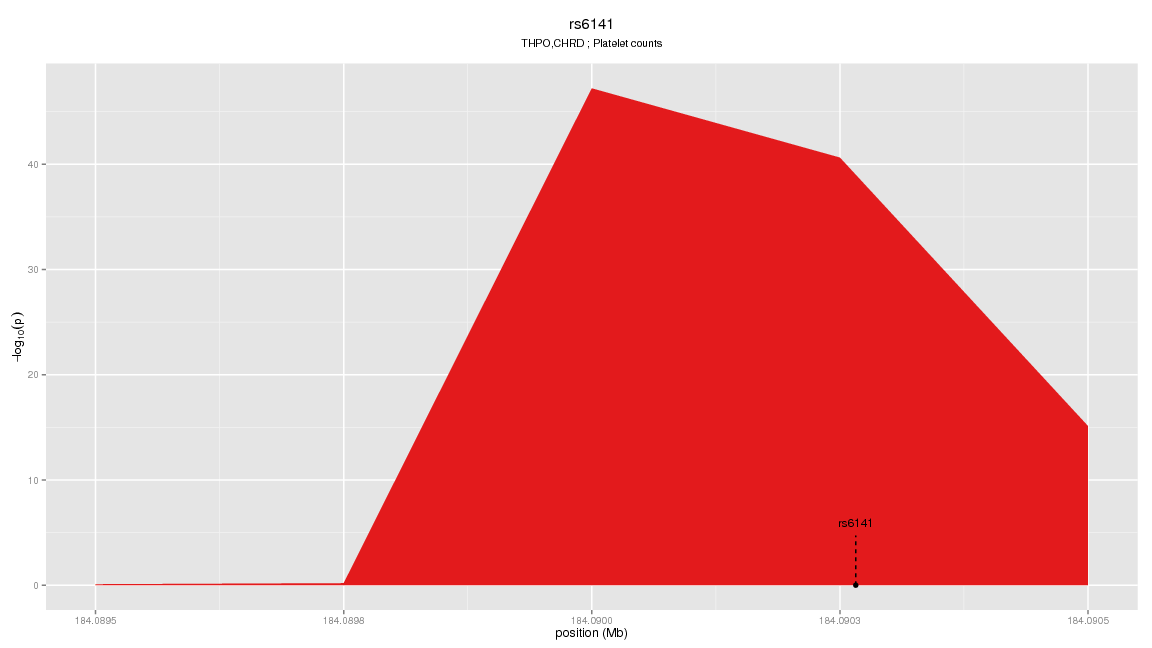 rs6141
THPO,CHRD ; Platelet counts
−log10(p)
40
30
20
10
0
rs6141
184.0895
184.0898
184.0900
184.0903
184.0905
position (Mb)